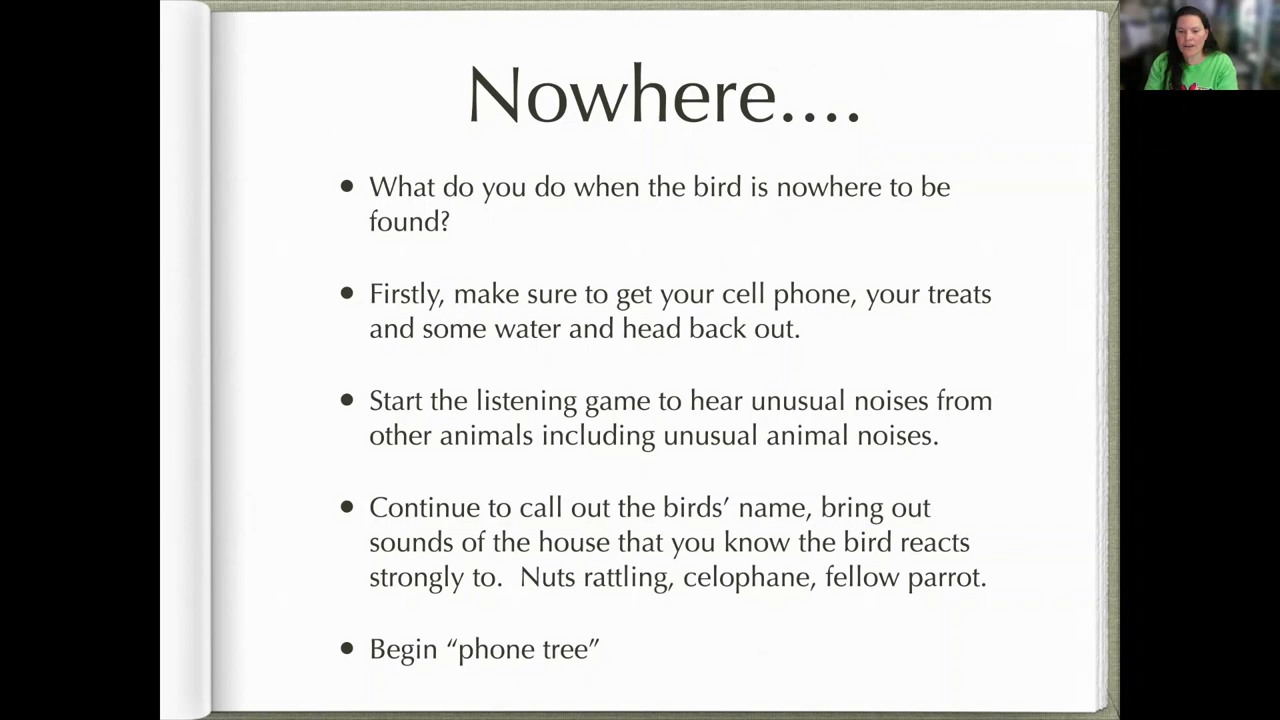 Nowhere....
• What do you do when the bird is nowhere to be
found?
• Firstly, make sure to get your cell phone, your treats
and some water and head back out.
• Start the listening game to hear unusual noises from
other animals including unusual animal noises.
• Continue to call out the birds’ name, bring out
sounds of the house that you know the bird reacts
strongly to.  Nuts rattling, celophane, fellow parrot.
• Begin “phone tree”